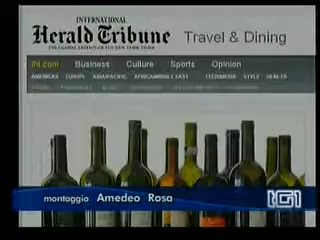 INTERNATIONAL
Herald Tribune
THE GLOBAL EDITION OF THE NEW YORK TIMES
Travel & Dining
iht.com Business Culture Sports Opinion
AMERICAS EUROPE ASIA-PACIFIC AFRICA/MIDDLE EAST TECH/MEDIA STYLE HEALTH
montaggio Amedeo Rosa
TG1